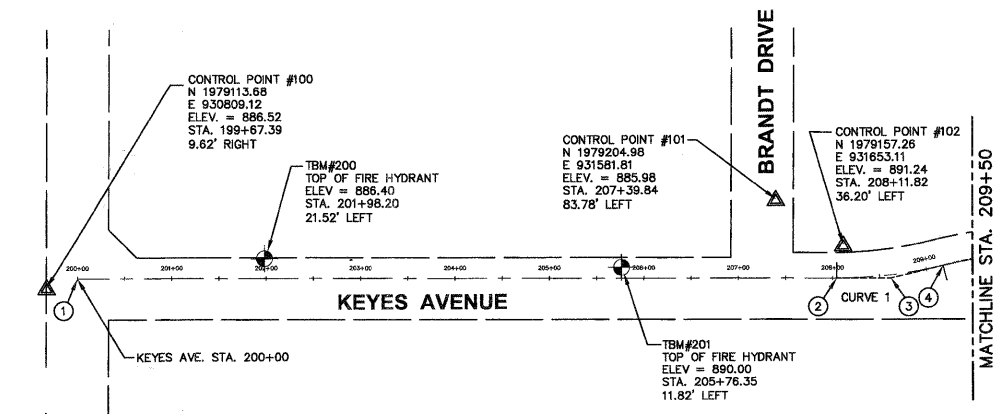 CONTROL POINT #100
N 1979113.68
E 930809.12
ELEV. = 886.52
STA. 199+67.39
9.62' RIGHT
TBM#200
TOP OF FIRE HYDRANT
ELEV = 886.40
STA. 201+98.20
21.52' LEFT
CONTROL POINT #101
N 1979204.98
E 931581.81
ELEV. = 885.98
STA. 207+39.84
83.78' LEFT
BRANDT DRIVE
CONTROL POINT #102
N 1979157.26
E 931653.11
ELEV. = 891.24
STA. 208+11.82
36.20' LEFT
MATCHLINE STA. 209+50
200+00
201+00
202+00
203+00
204+00
205+00
206+00
207+00
208+00
209+00
KEYES AVENUE
1
2
CURVE 1
3
4
KEYES AVE. STA. 200+00
TBM#201
TOP OF FIRE HYDRANT
ELEV = 890.00
STA. 205+76.35
11.82' LEFT